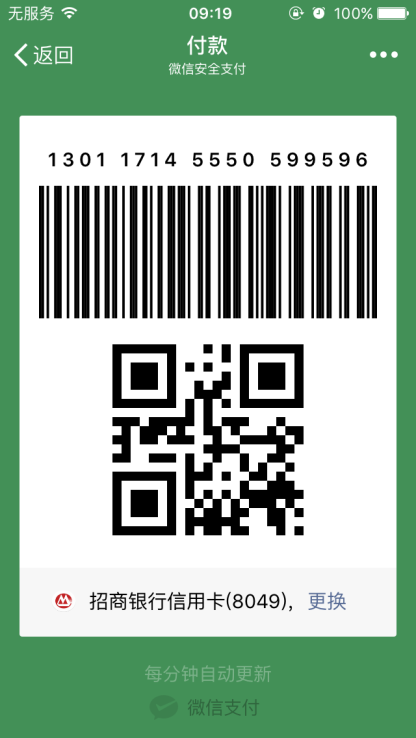 无服务 09:19 100%
返回 付款
微信安全支付
1301 1714 5550 599596
招商银行信用卡(8049)，更换
每分钟自动更新
微信支付